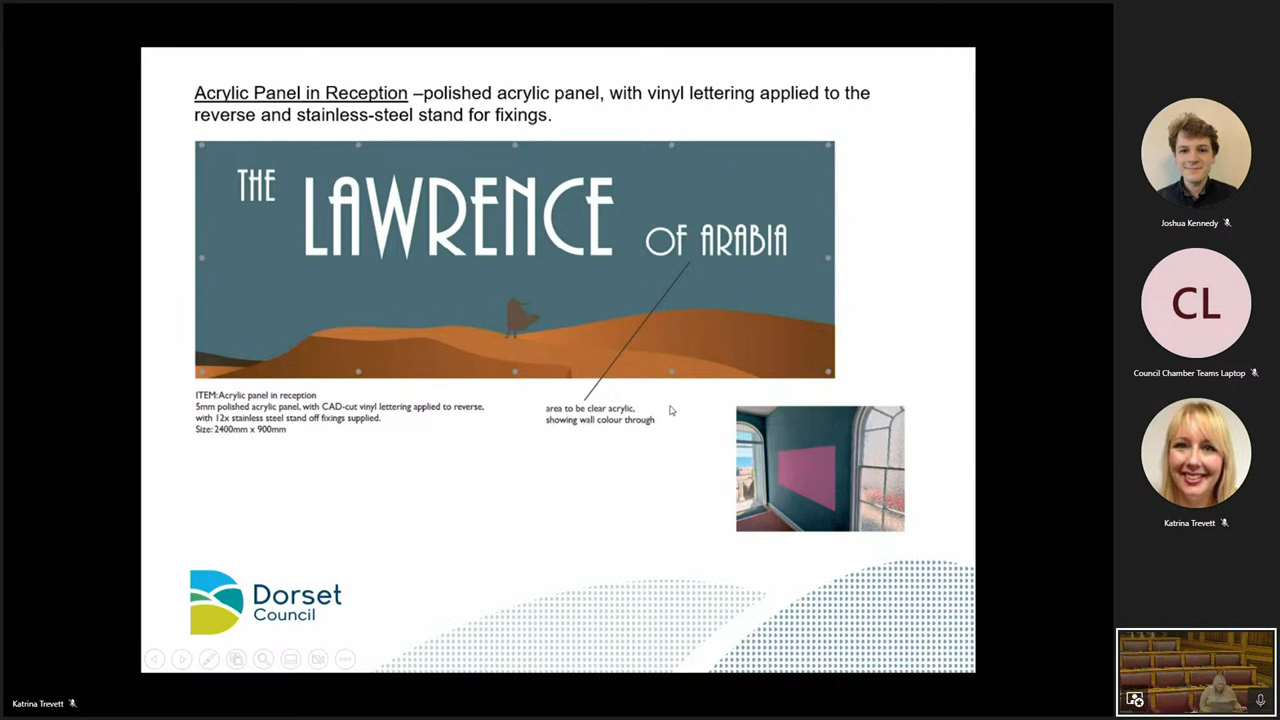 Acrylic Panel in Reception –polished acrylic panel, with vinyl lettering applied to the
reverse and stainless-steel stand for fixings.
THE LAWRENCE OF ARABIA
ITEM: Acrylic panel in reception
5mm polished acrylic panel, with CAD-cut vinyl lettering applied to reverse,
with 12x stainless steel stand off fixings supplied.
Size: 2400mm x 900mm
area to be clear acrylic,
showing wall colour through
Dorset
Council
Joshua Kennedy
CL
Council Chamber Teams Laptop
Katrina Trevett
Katrina Trevett